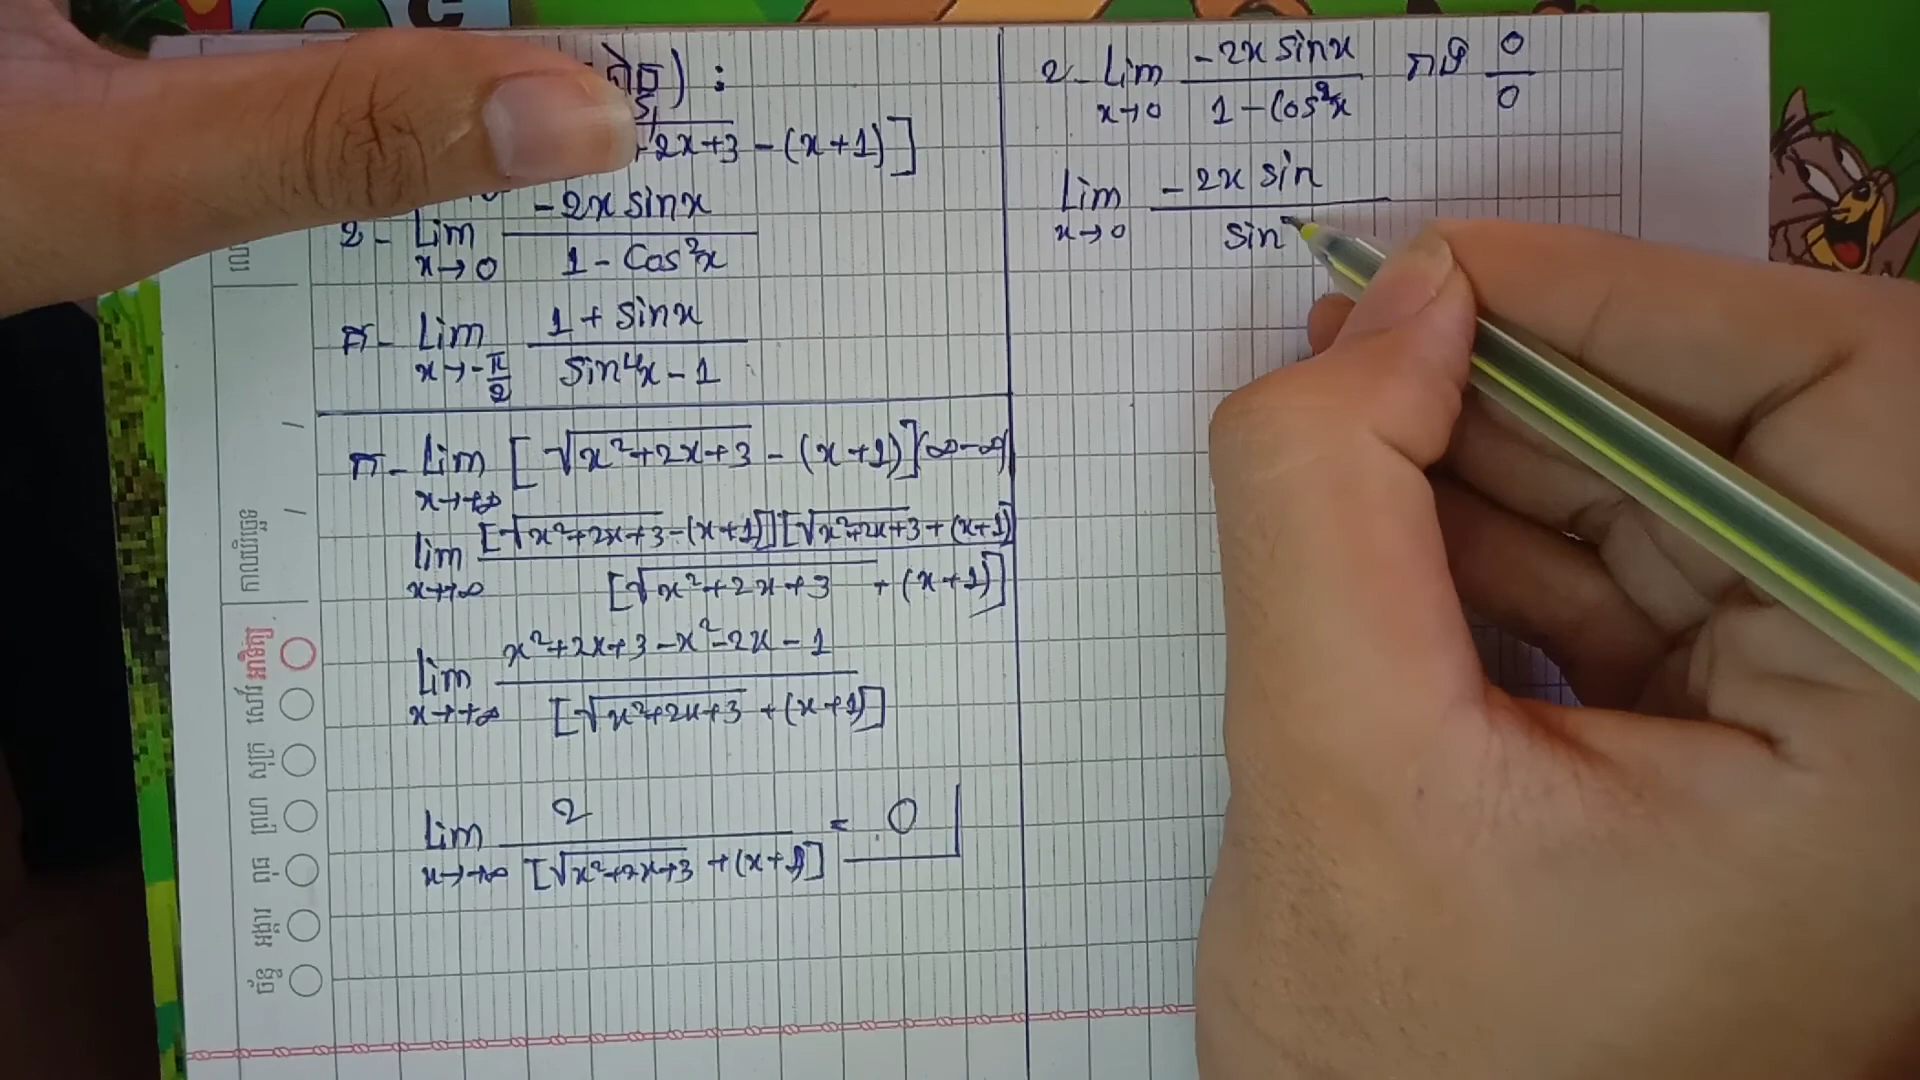 2x+3 - (x+1)]
2 - lim x→0 -2x sinx / 1 - Cos²x
គ - lim x→-π/2 1 + sinx / sin⁴x - 1
ក - lim x→+∞ [√x²+2x+3 - (x+1)] (∞-∞)
lim x→+∞ [√x²+2x+3 - (x+1)][√x²+2x+3 + (x+1)] / [√x²+2x+3 + (x+1)]
lim x→+∞ x²+2x+3 - x² - 2x - 1 / [√x²+2x+3 + (x+1)]
lim x→+∞ 2 / [√x²+2x+3 + (x+1)] = 0
2 - lim x→0 -2x sinx / 1 - Cos²x រាង 0/0
lim x→0 -2x sin / sin²